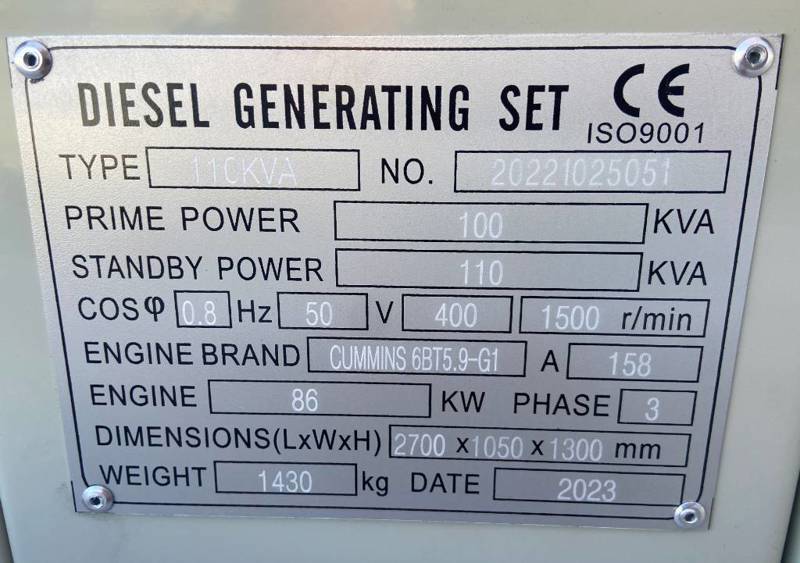 DIESEL GENERATING SET CE
ISO9001
TYPE 110KVA NO. 20221025051
PRIME POWER 100 KVA
STANDBY POWER 110 KVA
COSφ 0.8 Hz 50 V 400 1500 r/min
ENGINE BRAND CUMMINS 6BT5.9-G1 A 158
ENGINE 86 KW PHASE 3
DIMENSIONS(LxWxH) 2700 x1050 x 1300 mm
WEIGHT 1430 kg DATE 2023